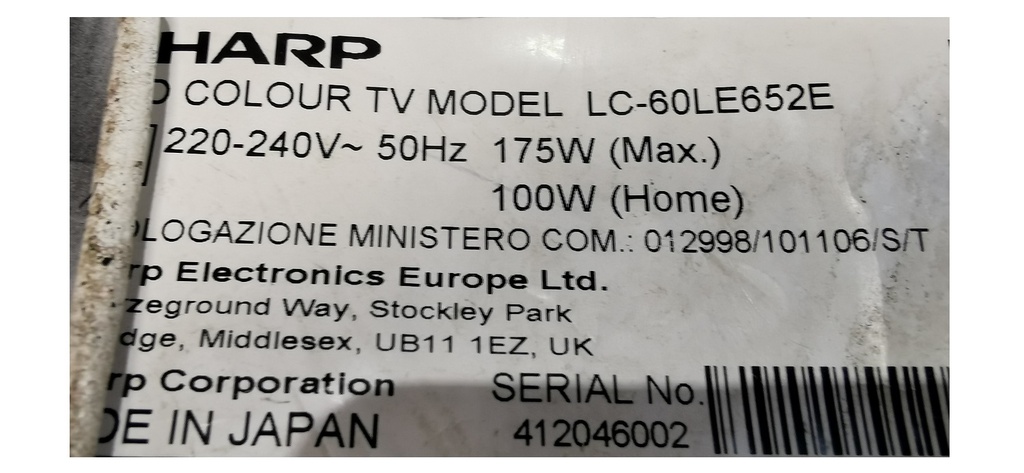 HARP
D COLOUR TV MODEL LC-60LE652E
220-240V~ 50Hz 175W (Max.)
100W (Home)
OLOGAZIONE MINISTERO COM.: 012998/101106/S/T
rp Electronics Europe Ltd.
zeground Way, Stockley Park
dge, Middlesex, UB11 1EZ, UK
rp Corporation
SERIAL No.
DE IN JAPAN
412046002